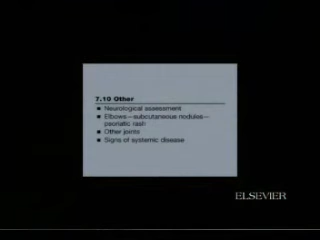 7.10 Other
Neurological assessment
Elbows—subcutaneous nodules—
psoriatic rash
Other joints
Signs of systemic disease
ELSEVIER